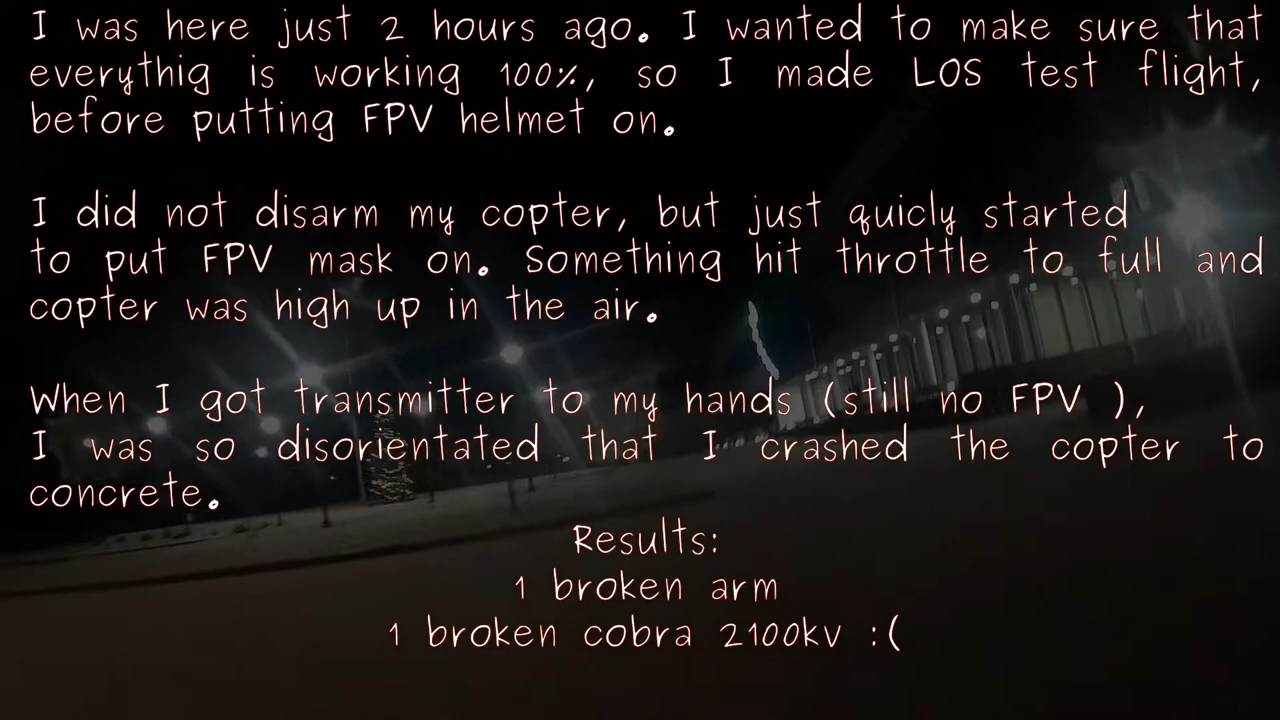 I was here just 2 hours ago. I wanted to make sure that
everythig is working 100%, so I made LOS test flight,
before putting FPV helmet on.
I did not disarm my copter, but just quicly started
to put FPV mask on. Something hit throttle to full and
copter was high up in the air.
When I got transmitter to my hands (still no FPV ),
I was so disorientated that I crashed the copter to
concrete.
Results:
1 broken arm
1 broken cobra 2100kv :(